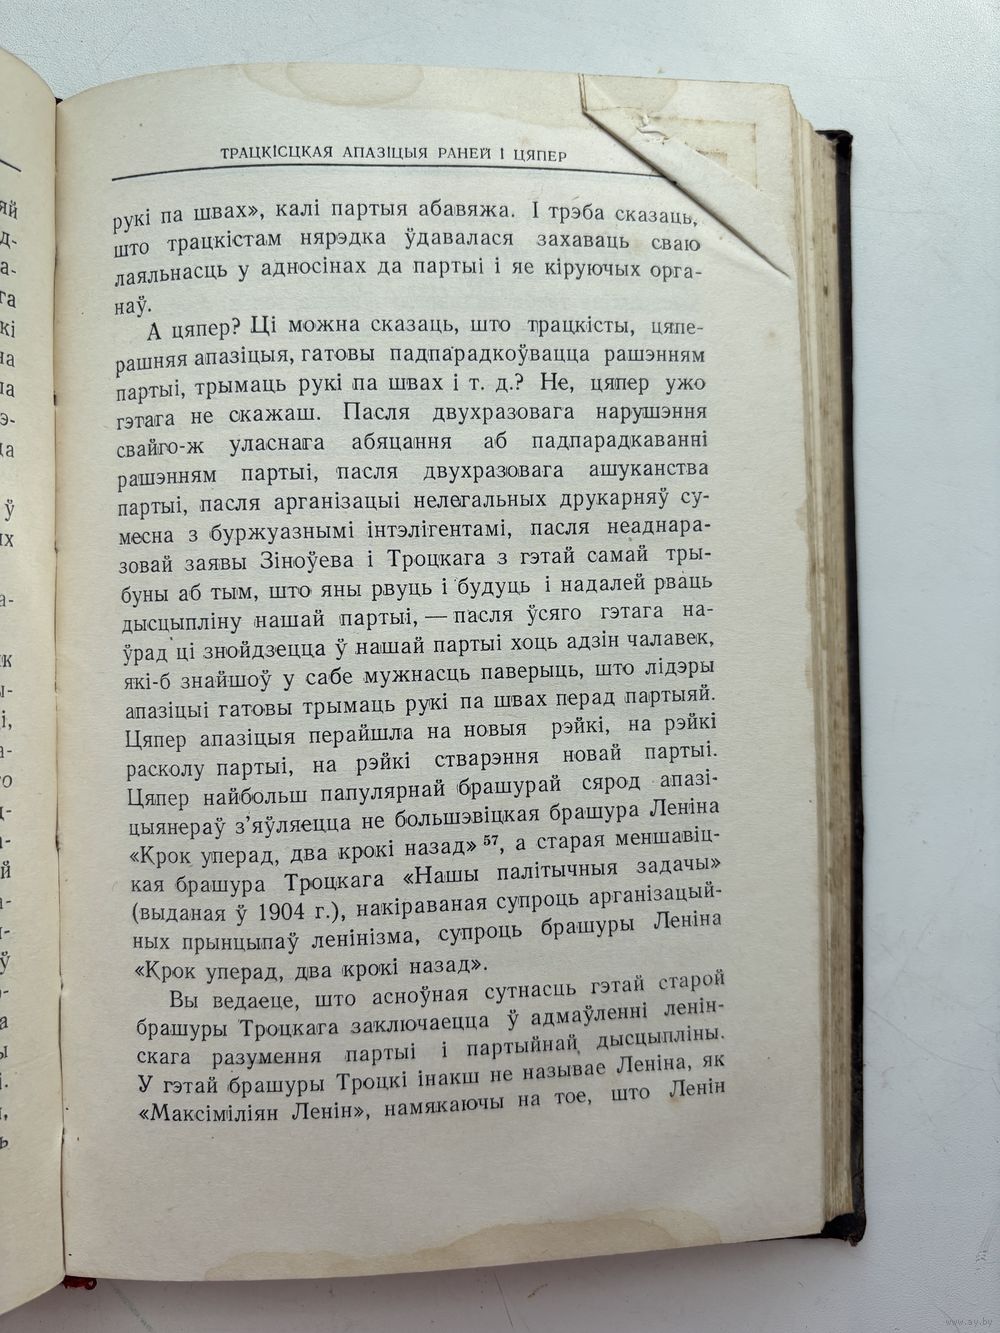 ТРАЦКІСЦКАЯ АПАЗІЦЫЯ РАНЕЙ І ЦЯПЕР
рукі па швах», калі партыя абавяжа. І трэба сказаць,
што трацкістам нярэдка ўдавалася захаваць сваю
лаяльнасць у адносінах да партыі і яе кіруючых орга-
наў.
А цяпер? Ці можна сказаць, што трацкісты, цяпе-
рашняя апазіцыя, гатовы падпарадкоўвацца рашэнням
партыі, трымаць рукі па швах і т. д.? Не, цяпер ужо
гэтага не скажаш. Пасля двухразовага нарушэння
свайго-ж уласнага абяцання аб падпарадкаванні
рашэнням партыі, пасля двухразовага ашуканства
партыі, пасля арганізацыі нелегальных друкарняў су-
месна з буржуазнымі інтэлігентамі, пасля неаднара-
зовай заявы Зіноўева і Троцкага з гэтай самай тры-
буны аб тым, што яны рвуць і будуць і надалей рваць
дысцыпліну нашай партыі, — пасля ўсяго гэтага на-
ўрад ці знойдзецца ў нашай партыі хоць адзін чалавек,
які-б знайшоў у сабе мужнасць паверыць, што лідэры
апазіцыі гатовы трымаць рукі па швах перад партыяй.
Цяпер апазіцыя перайшла на новыя рэйкі, на рэйкі
расколу партыі, на рэйкі стварэння новай партыі.
Цяпер найбольш папулярнай брашурай сярод апазі-
цыянераў з'яўляецца не большэвіцкая брашура Леніна
«Крок уперад, два крокі назад» 57, а старая меншавіц-
кая брашура Троцкага «Нашы палітычныя задачы»
(выданая ў 1904 г.), накіраваная супроць арганізацый-
ных прынцыпаў ленінізма, супроць брашуры Леніна
«Крок уперад, два крокі назад».
Вы ведаеце, што асноўная сутнасць гэтай старой
брашуры Троцкага заключаецца ў адмаўленні ленін-
скага разумення партыі і партыйнай дысцыпліны.
У гэтай брашуры Троцкі інакш не называе Леніна, як
«Максіміліян Ленін», намякаючы на тое, што Ленін
www.ay.by